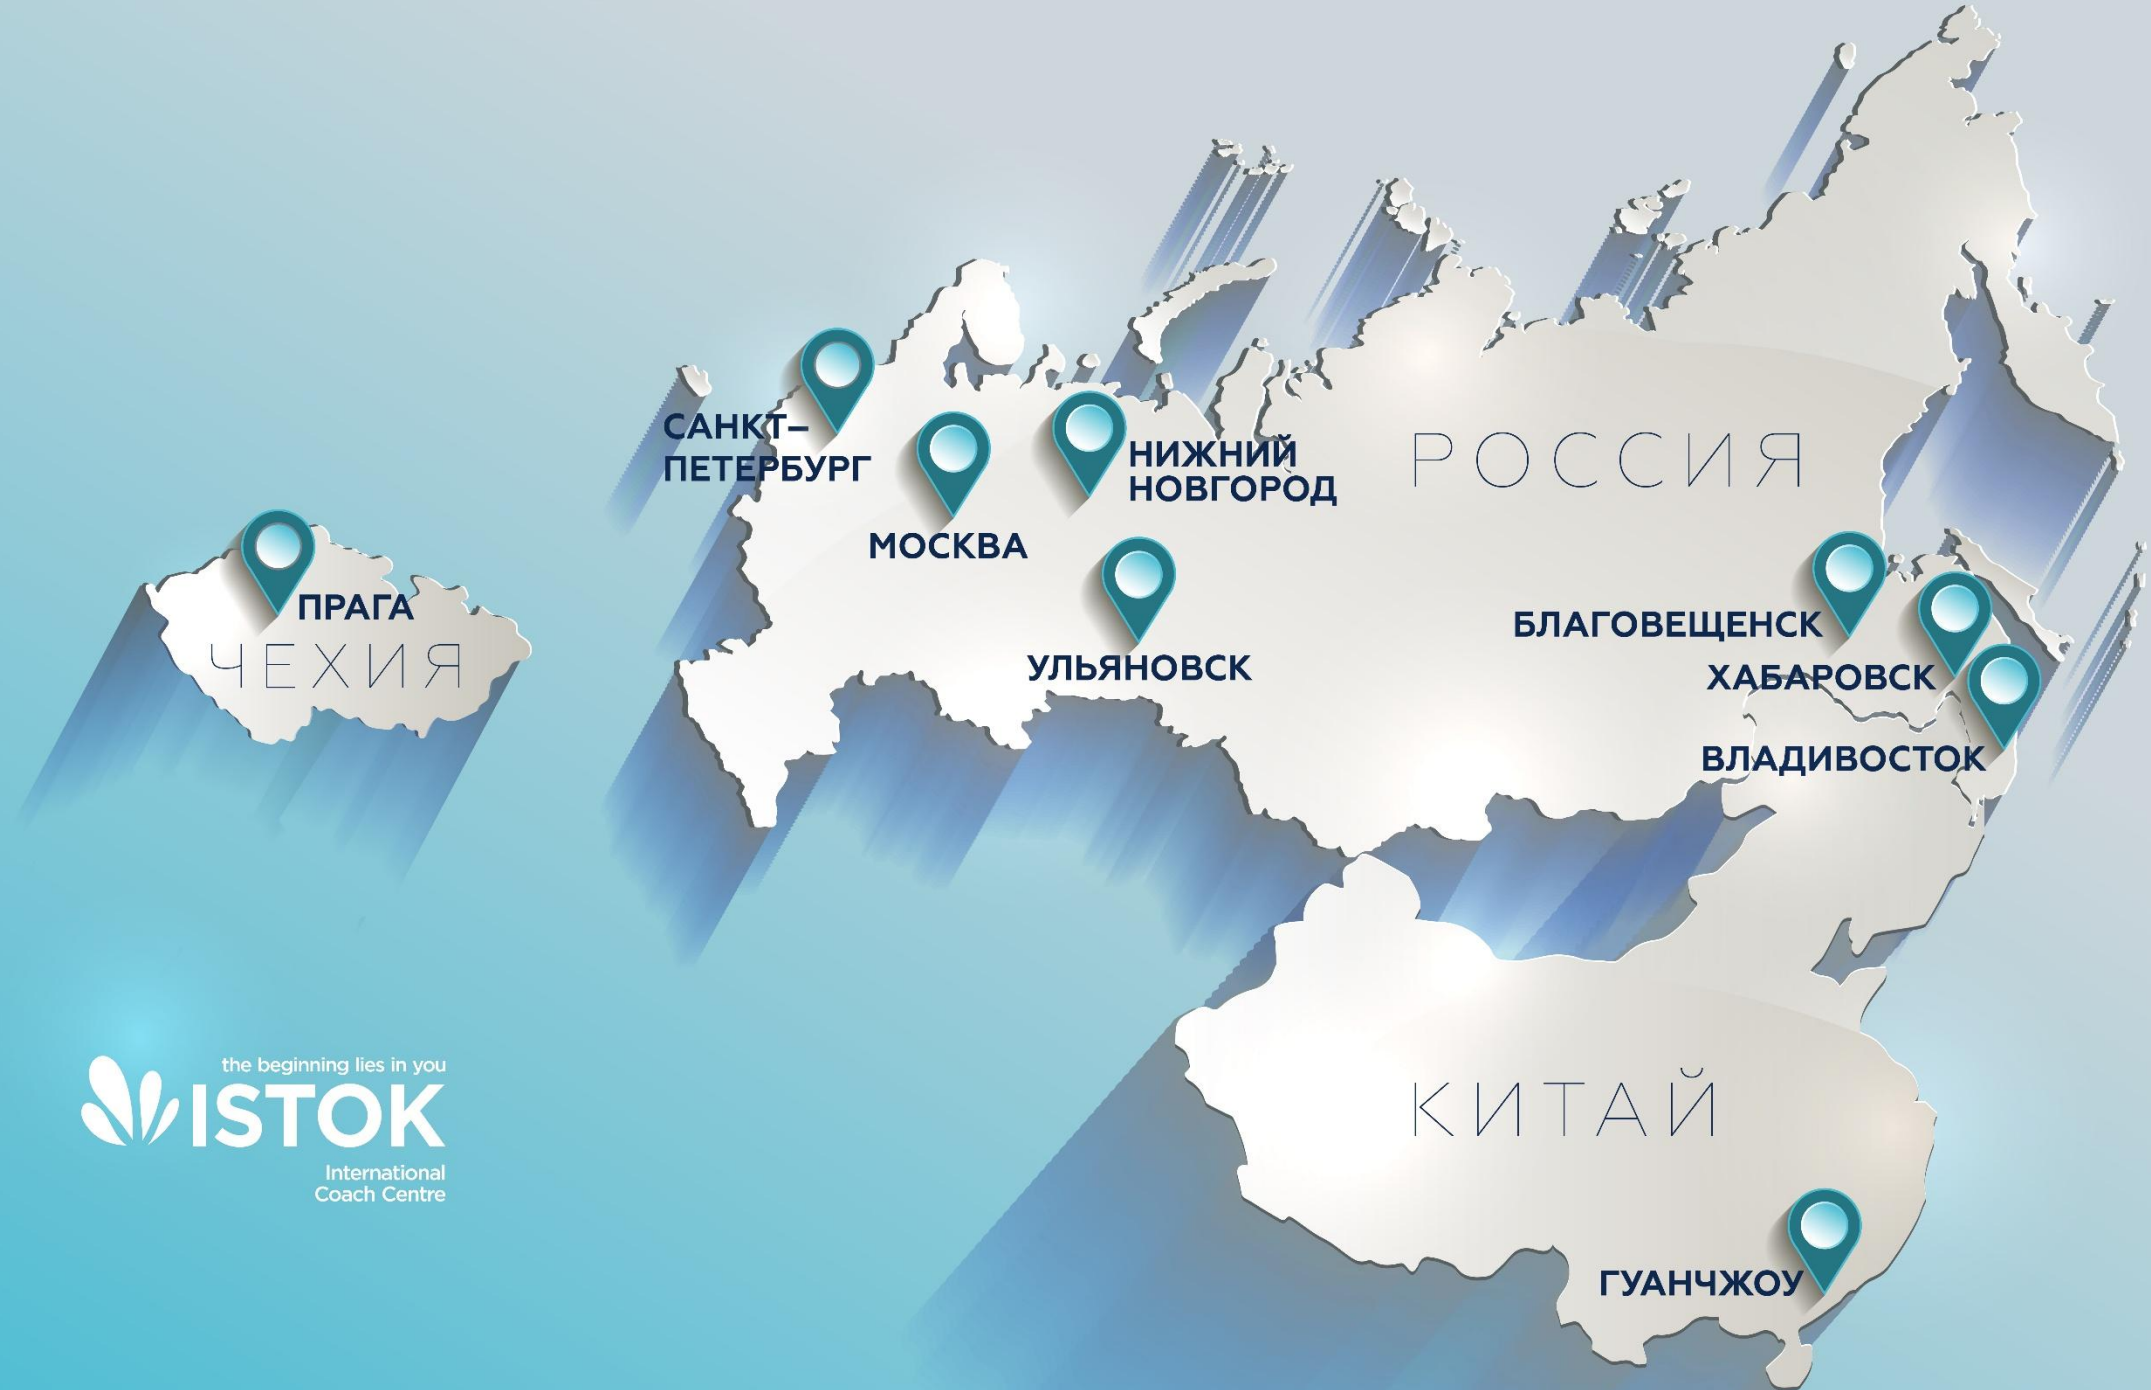 САНКТ–
ПЕТЕРБУРГ
МОСКВА
НИЖНИЙ
НОВГОРОД
РОССИЯ
УЛЬЯНОВСК
ПРАГА
ЧЕХИЯ
БЛАГОВЕЩЕНСК
ХАБАРОВСК
ВЛАДИВОСТОК
КИТАЙ
ГУАНЧЖОУ
the beginning lies in you
ISTOK
International
Coach Centre